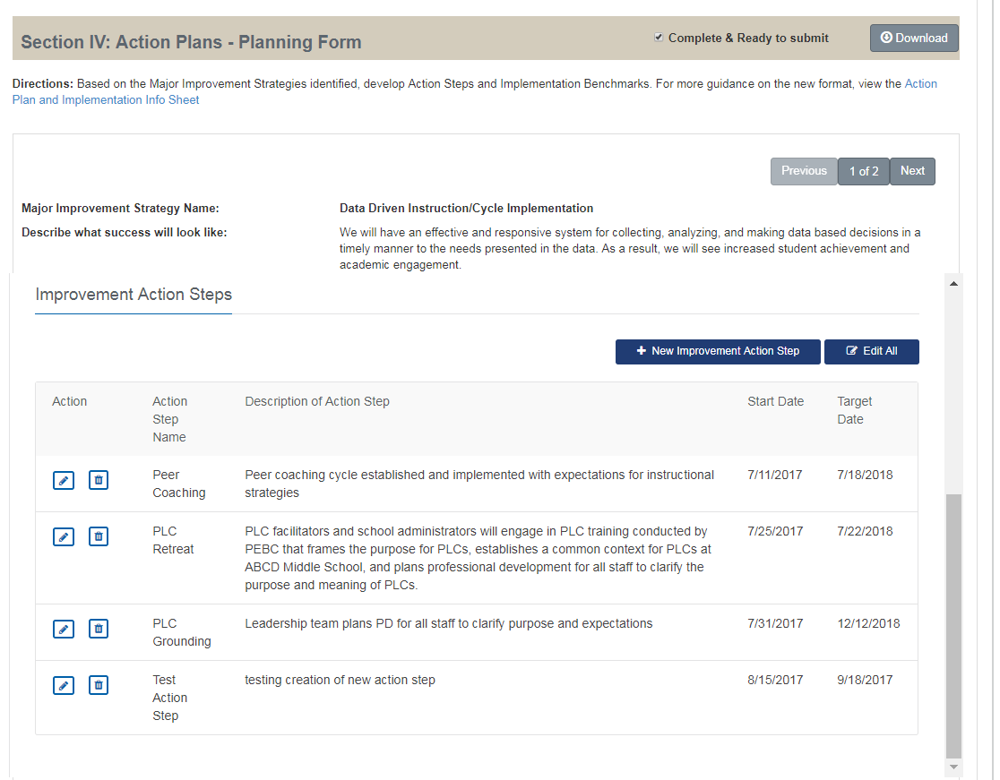 Section IV: Action Plans - Planning Form
Complete & Ready to submit
Download
Directions: Based on the Major Improvement Strategies identified, develop Action Steps and Implementation Benchmarks. For more guidance on the new format, view the Action
Plan and Implementation Info Sheet
Previous
1 of 2
Next
Major Improvement Strategy Name:
Data Driven Instruction/Cycle Implementation
Describe what success will look like:
We will have an effective and responsive system for collecting, analyzing, and making data based decisions in a
timely manner to the needs presented in the data. As a result, we will see increased student achievement and
academic engagement.
Improvement Action Steps
New Improvement Action Step
Edit All
Action
Action
Step
Name
Description of Action Step
Start Date
Target
Date
Peer
Coaching
Peer coaching cycle established and implemented with expectations for instructional
strategies
7/11/2017
7/18/2018
PLC
Retreat
PLC facilitators and school administrators will engage in PLC training conducted by
PEBC that frames the purpose for PLCs, establishes a common context for PLCs at
ABCD Middle School, and plans professional development for all staff to clarify the
purpose and meaning of PLCs.
7/25/2017
7/22/2018
PLC
Grounding
Leadership team plans PD for all staff to clarify purpose and expectations
7/31/2017
12/12/2018
Test
Action
Step
testing creation of new action step
8/15/2017
9/18/2017